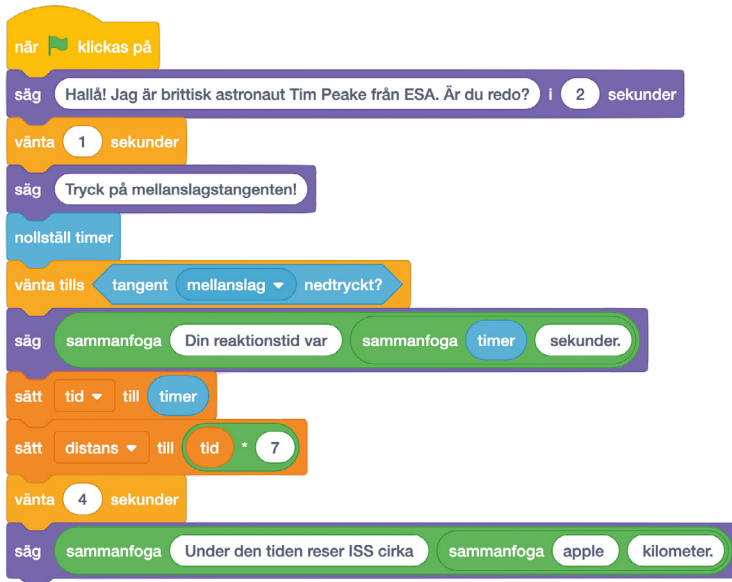 när klickas på
säg Hallå! Jag är brittisk astronaut Tim Peake från ESA. Är du redo? i 2 sekunder
vänta 1 sekunder
säg Tryck på mellanslagstangenten!
nollställ timer
vänta tills tangent mellanslag nedtryckt?
säg sammanfoga Din reaktionstid var sammanfoga timer sekunder.
sätt tid till timer
sätt distans till tid * 7
vänta 4 sekunder
säg sammanfoga Under den tiden reser ISS cirka sammanfoga apple kilometer.